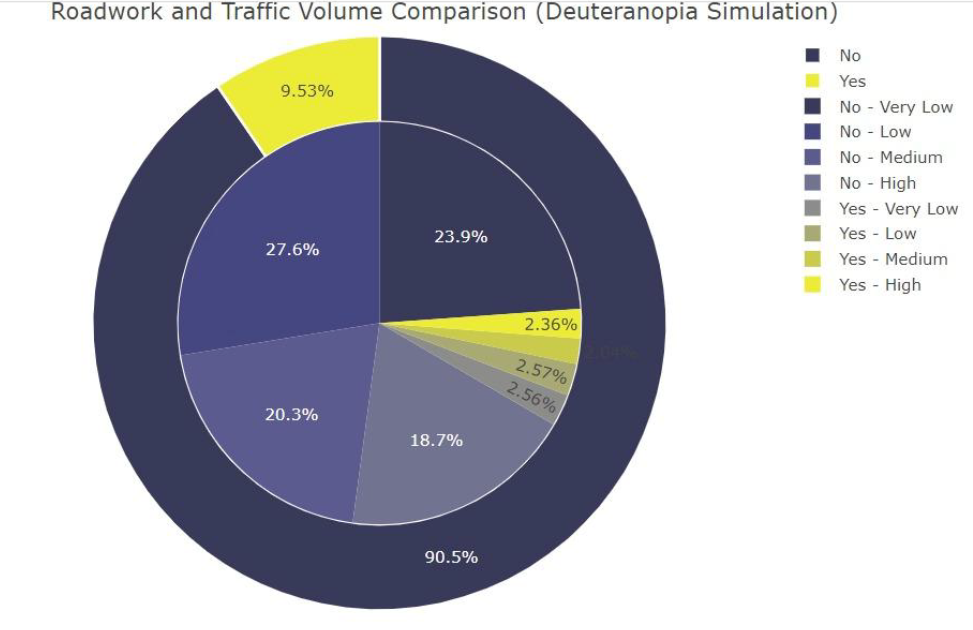 Roadwork and Traffic Volume Comparison (Deuteranopia Simulation)
9.53%
27.6%
23.9%
2.36%
2.04%
2.57%
2.56%
20.3%
18.7%
90.5%
No
Yes
No - Very Low
No - Low
No - Medium
No - High
Yes - Very Low
Yes - Low
Yes - Medium
Yes - High